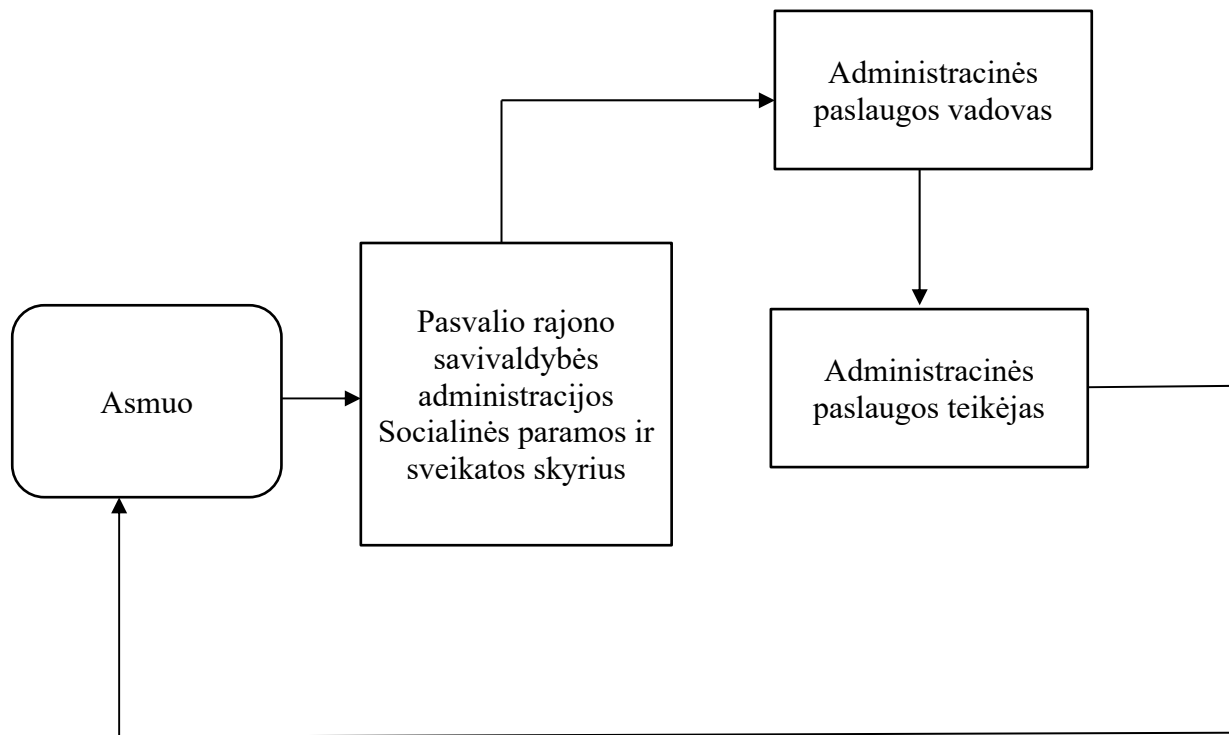 Asmuo
Pasvalio rajono
savivaldybės
administracijos
Socialinės paramos ir
sveikatos skyrius
Administracinės
paslaugos vadovas
Administracinės
paslaugos teikėjas